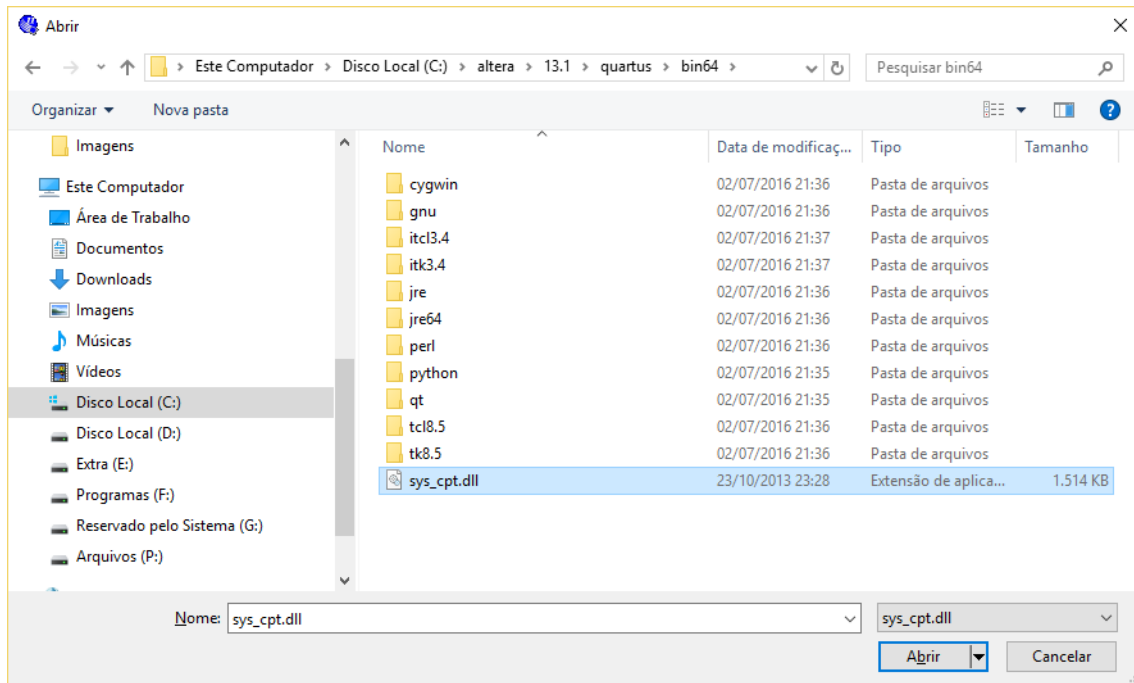 Abrir
Este Computador > Disco Local (C:) > altera > 13.1 > quartus > bin64 >
Pesquisar bin64
Organizar
Nova pasta
Imagens
Este Computador
Área de Trabalho
Documentos
Downloads
Imagens
Músicas
Vídeos
Disco Local (C:)
Disco Local (D:)
Extra (E:)
Programas (F:)
Reservado pelo Sistema (G:)
Arquivos (P:)
Nome Data de modificaç... Tipo Tamanho
cygwin 02/07/2016 21:36 Pasta de arquivos
gnu 02/07/2016 21:36 Pasta de arquivos
itcl3.4 02/07/2016 21:37 Pasta de arquivos
itk3.4 02/07/2016 21:37 Pasta de arquivos
jre 02/07/2016 21:36 Pasta de arquivos
jre64 02/07/2016 21:36 Pasta de arquivos
perl 02/07/2016 21:36 Pasta de arquivos
python 02/07/2016 21:35 Pasta de arquivos
qt 02/07/2016 21:35 Pasta de arquivos
tcl8.5 02/07/2016 21:36 Pasta de arquivos
tk8.5 02/07/2016 21:36 Pasta de arquivos
sys_cpt.dll 23/10/2013 23:28 Extensão de aplica... 1.514 KB
Nome: sys_cpt.dll
sys_cpt.dll
Abrir
Cancelar